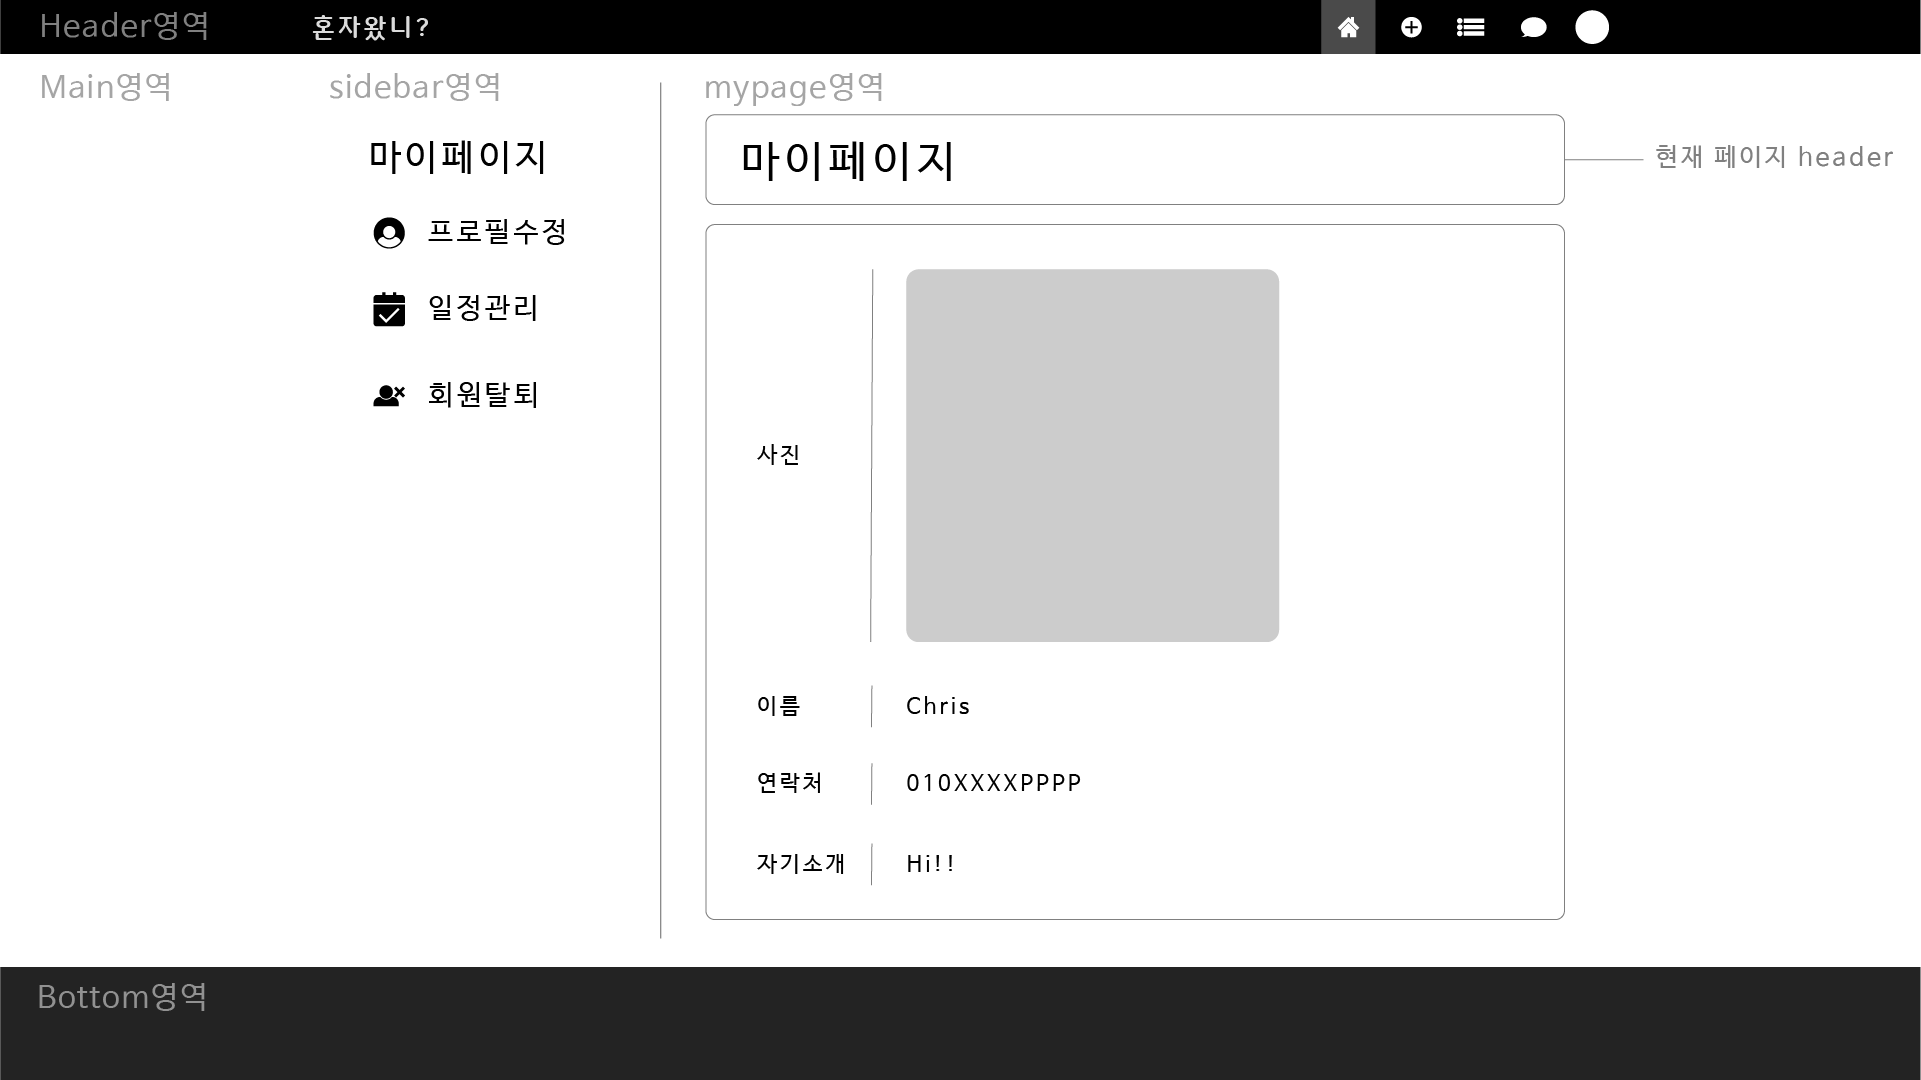 Header영역
혼자왔니?
Main영역
sidebar영역
마이페이지
프로필수정
일정관리
회원탈퇴
mypage영역
마이페이지
현재 페이지 header
사진
이름 Chris
연락처 010XXXXPPPP
자기소개 Hi!!
Bottom영역